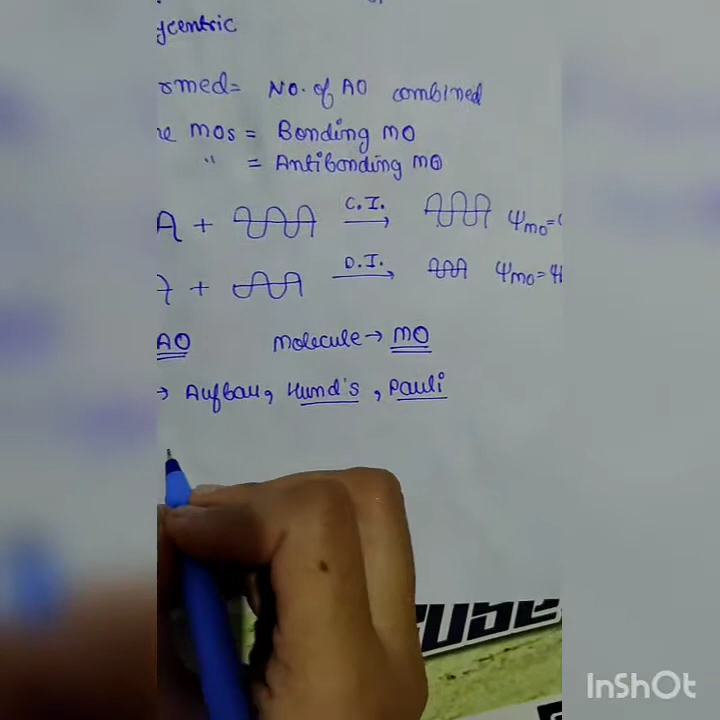 ycentric
rmed= No. of AO combined
re MOs = Bonding MO
" = Antibonding MO
A + C.I. → Ψmo=
+ D.I. → Ψmo=Ψ
AO Molecule → MO
→ Aufbau, Hund's, Pauli
InShOt